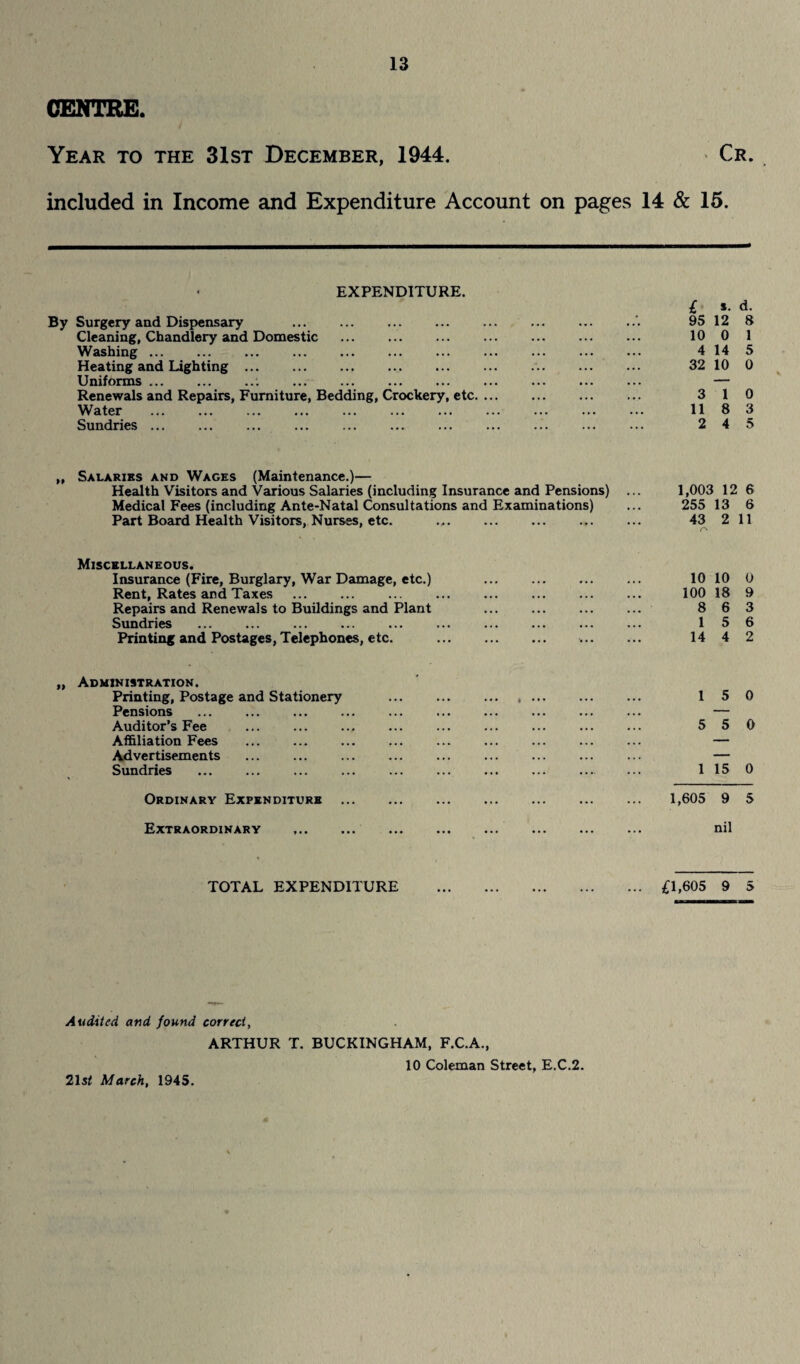 13
CENTRE.
YEAR TO THE 31ST DECEMBER, 1944. CR.
included in Income and Expenditure Account on pages 14 & 15.
EXPENDITURE.
£ s. d.
By Surgery and Dispensary ... ... ... ... ... ... ... ... 95 12 8
Cleaning, Chandlery and Domestic ... ... ... ... ... ... ... 10 0 1
Washing ... ... ... ... ... ... ... ... ... ... ... 4 14 5
Heating and Lighting ... ... ... ... ... ... ... ... ... 32 10 0
Uniforms ... ... ... ... ... ... ... ... ... ... ... —
Renewals and Repairs, Furniture, Bedding, Crockery, etc. ... ... ... ... 3 1 0
Water ... ... ... ... ... ... ... ... ... ... ... 11 8 3
Sundries ... ... ... ... ... ... ... ... ... ... ... 2 4 5
„ SALARIES AND WAGES (Maintenance.)—
Health Visitors and Various Salaries (including Insurance and Pensions) ... 1,003 12 6
Medical Fees (including Ante-Natal Consultations and Examinations) ... 255 13 6
Part Board Health Visitors, Nurses, etc. ... ... ... ... ... 43 2 11
MISCELLANEOUS.
Insurance (Fire, Burglary, War Damage, etc.) ... ... ... ... 10 10 0
Rent, Rates and Taxes ... ... ... ... ... ... ... ... ... 100 18 9
Repairs and Renewals to Buildings and Plant ... ... ... ... 8 6 3
Sundries ... ... ... ... ... ... ... ... ... ... 1 5 6
Printing and Postages, Telephones, etc. ... ... ... ... ... 14 4 2
„ ADMINISTRATION.
Printing, Postage and Stationery ... ... ... ... ... ... 1 5 0
Pensions ... ... ... ... ... ... ... ... ... ... —
Auditor's Fee ... ... ... ... ... ... ... ... ... 5 5 0
Affiliation Fees ... ... ... ... ... ... ... ... ... —
Advertisements ... ... ... ... ... ... ... ... ... —
Sundries ... ... ... ... ... ... ... ... ... ... 1 15 0
ORDINARY EXPENDITURE ... ... ... ... ... ... ... 1,605 9 5
EXTRAORDINARY ... ... ... ... ... ... ... ... nil
TOTAL EXPENDITURE ... ... ... ... ... £1,605 9 5
Audited and found correct,
ARTHUR T. BUCKINGHAM, F.C.A.,
10 Coleman Street, E.C.2.
21st March, 1945.